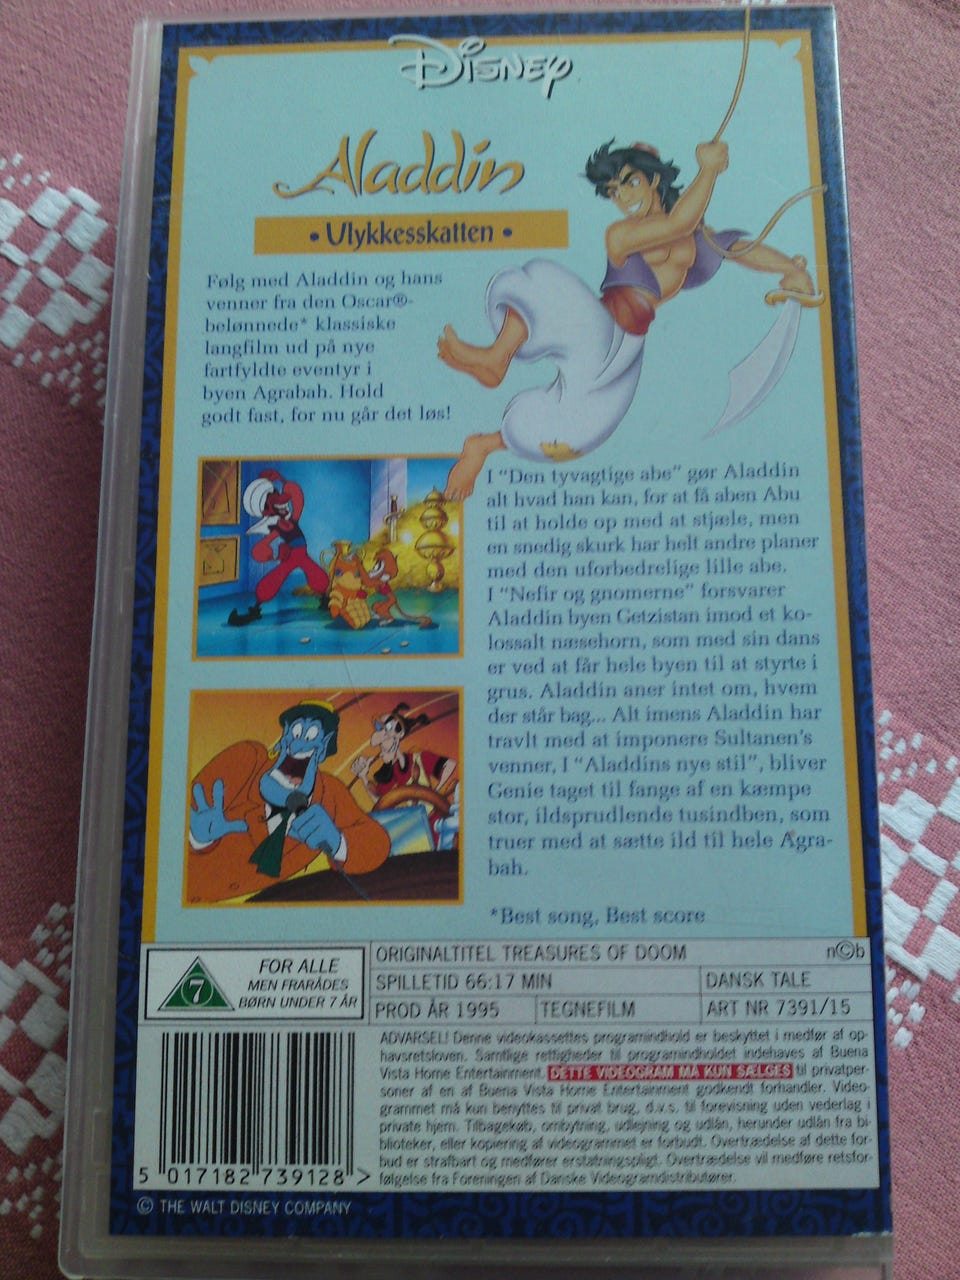 Disney
Aladdin
• Ulykkesskatten •
Følg med Aladdin og hans
venner fra den Oscar®-
belønnede* klassiske
langfilm ud på nye
fartfyldte eventyr i
byen Agrabah. Hold
godt fast, for nu går det løs!
I "Den tyvagtige abe" gør Aladdin
alt hvad han kan, for at få aben Abu
til at holde op med at stjæle, men
en snedig skurk har helt andre planer
med den uforbedrelige lille abe.
I "Nefir og gnomerne" forsvarer
Aladdin byen Getzistan imod et ko-
lossalt næsehorn, som med sin dans
er ved at får hele byen til at styrte i
grus. Aladdin aner intet om, hvem
der står bag... Alt imens Aladdin har
travlt med at imponere Sultanen's
venner, I "Aladdins nye stil", bliver
Genie taget til fange af en kæmpe
stor, ildsprudlende tusindben, som
truer med at sætte ild til hele Agra-
bah.
*Best song, Best score
7
FOR ALLE
MEN FRARÅDES
BØRN UNDER 7 ÅR
ORIGINALTITEL TREASURES OF DOOM n©b
SPILLETID 66:17 MIN DANSK TALE
PROD ÅR 1995 TEGNEFILM ART NR 7391/15
ADVARSEL! Denne videokassettes programindhold er beskyttet i medfør af op-
havsretsloven. Samtlige rettigheder til programindholdet indehaves af Buena
Vista Home Entertainment. DETTE VIDEOGRAM MÅ KUN SÆLGES til privatper-
soner af en af Buena Vista Home Entertainment godkendt forhandler. Video-
grammet må kun benyttes til privat brug, d.v.s. til forevisning uden vederlag i
private hjem. Tilbagekøb, ombytning, udlejning og udlån, herunder udlån fra bi-
blioteker, eller kopiering af videogrammet er forbudt. Overtrædelse af dette for-
bud er strafbart og medfører erstatningspligt. Overtrædelse vil medføre retsfor-
følgelse fra Foreningen af Danske Videogramdistributører.
5 017182 739128 >
© THE WALT DISNEY COMPANY